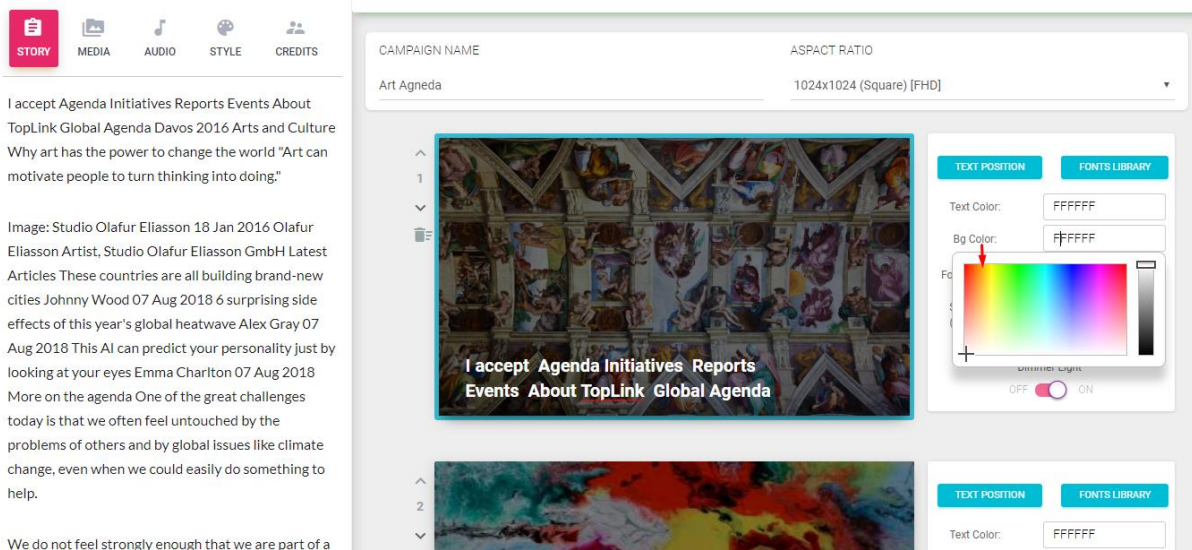 STORY
MEDIA
AUDIO
STYLE
CREDITS
I accept Agenda Initiatives Reports Events About
TopLink Global Agenda Davos 2016 Arts and Culture
Why art has the power to change the world "Art can
motivate people to turn thinking into doing."
Image: Studio Olafur Eliasson 18 Jan 2016 Olafur
Eliasson Artist, Studio Olafur Eliasson GmbH Latest
Articles These countries are all building brand-new
cities Johnny Wood 07 Aug 2018 6 surprising side
effects of this year's global heatwave Alex Gray 07
Aug 2018 This AI can predict your personality just by
looking at your eyes Emma Charlton 07 Aug 2018
More on the agenda One of the great challenges
today is that we often feel untouched by the
problems of others and by global issues like climate
change, even when we could easily do something to
help.
We do not feel strongly enough that we are part of a
CAMPAIGN NAME
Art Agneda
ASPACT RATIO
1024x1024 (Square) [FHD]
1
I accept Agenda Initiatives Reports
Events About TopLink Global Agenda
TEXT POSITION
FONTS LIBRARY
Text Color:
FFFFFF
Bg Color:
FFFFFF
Dimmer Light
OFF
ON
2
TEXT POSITION
FONTS LIBRARY
Text Color:
FFFFFF